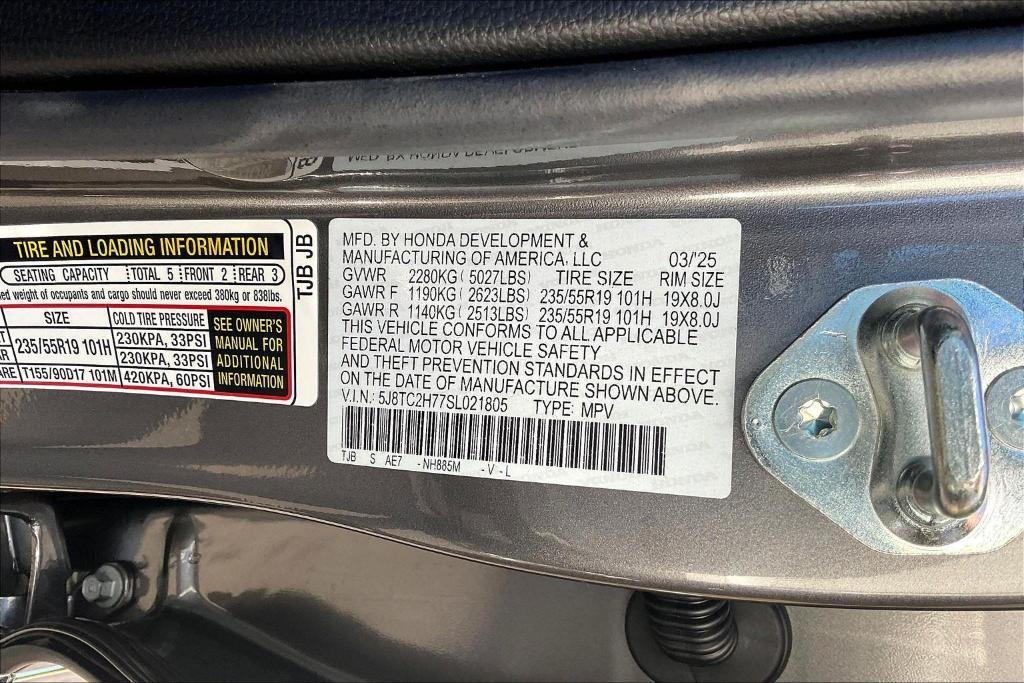 TIRE AND LOADING INFORMATION
SEATING CAPACITY TOTAL 5 FRONT 2 REAR 3
weight of occupants and cargo should never exceed 380kg or 838lbs.
SIZE COLD TIRE PRESSURE
235/55R19 101H 230KPA, 33PSI
230KPA, 33PSI
T155/90D17 101M 420KPA, 60PSI
SEE OWNER'S
MANUAL FOR
ADDITIONAL
INFORMATION
TJB JB
MFD. BY HONDA DEVELOPMENT &
MANUFACTURING OF AMERICA, LLC 03/'25
GVWR 2280KG(5027LBS) TIRE SIZE RIM SIZE
GAWR F 1190KG(2623LBS) 235/55R19 101H 19X8.0J
GAWR R 1140KG(2513LBS) 235/55R19 101H 19X8.0J
THIS VEHICLE CONFORMS TO ALL APPLICABLE
FEDERAL MOTOR VEHICLE SAFETY
AND THEFT PREVENTION STANDARDS IN EFFECT
ON THE DATE OF MANUFACTURE SHOWN ABOVE.
V.I.N.: 5J8TC2H77SL021805 TYPE: MPV
TJB S AE7 -NH885M -V-L